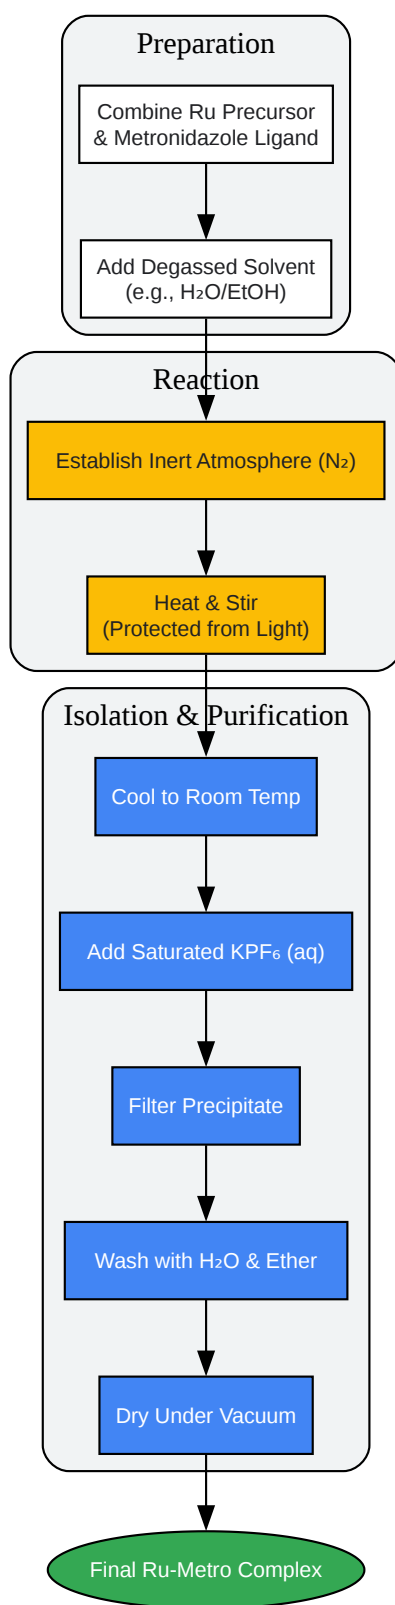 Preparation
Combine Ru Precursor
& Metronidazole Ligand
Add Degassed Solvent
(e.g., H₂O/EtOH)
Reaction
Establish Inert Atmosphere (N₂)
Heat & Stir
(Protected from Light)
Isolation & Purification
Cool to Room Temp
Add Saturated KPF₆ (aq)
Filter Precipitate
Wash with H₂O & Ether
Dry Under Vacuum
Final Ru-Metro Complex